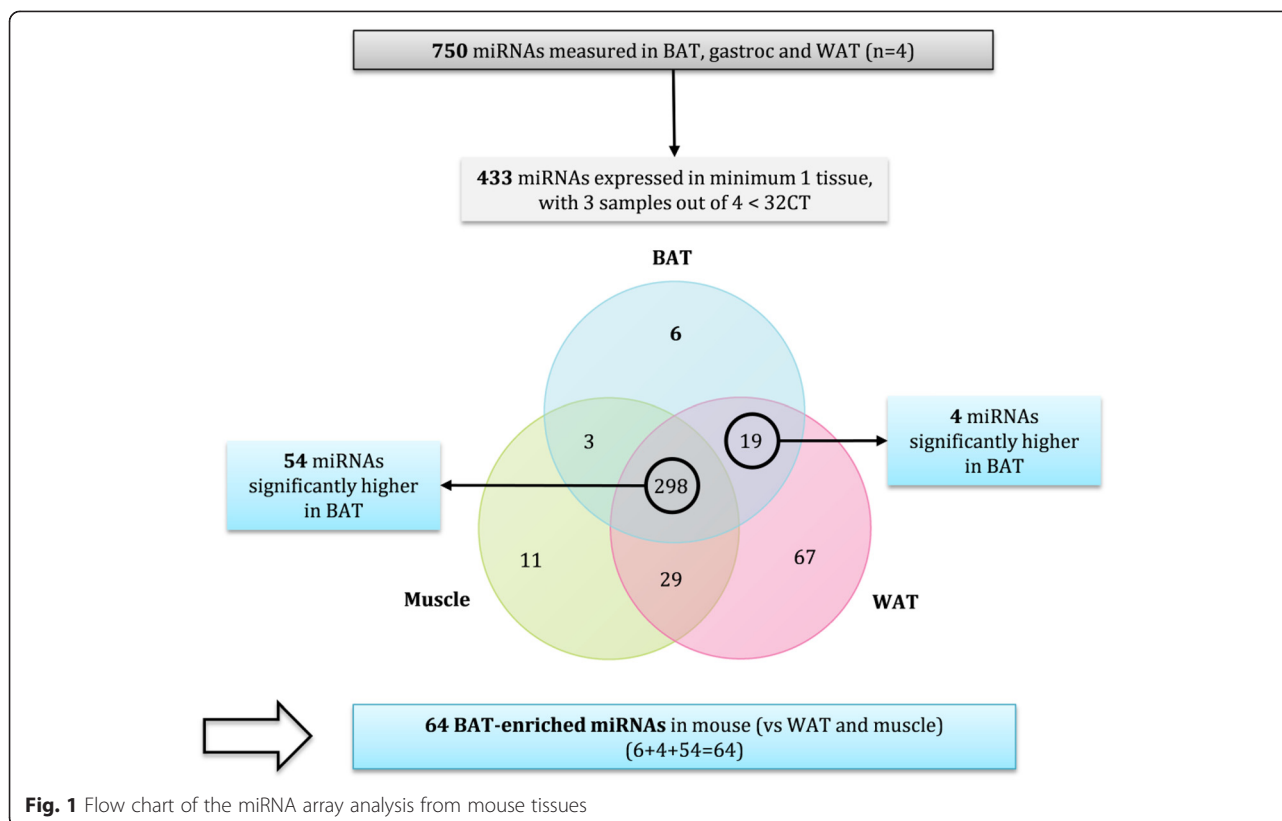 750 miRNAs measured in BAT, gastroc and WAT (n=4)
433 miRNAs expressed in minimum 1 tissue,
with 3 samples out of 4 < 32CT
BAT
6
4 miRNAs
significantly higher
in BAT
3
19
54 miRNAs
significantly higher
in BAT
298
11
29
67
Muscle
WAT
64 BAT-enriched miRNAs in mouse (vs WAT and muscle)
(6+4+54=64)
Fig. 1 Flow chart of the miRNA array analysis from mouse tissues